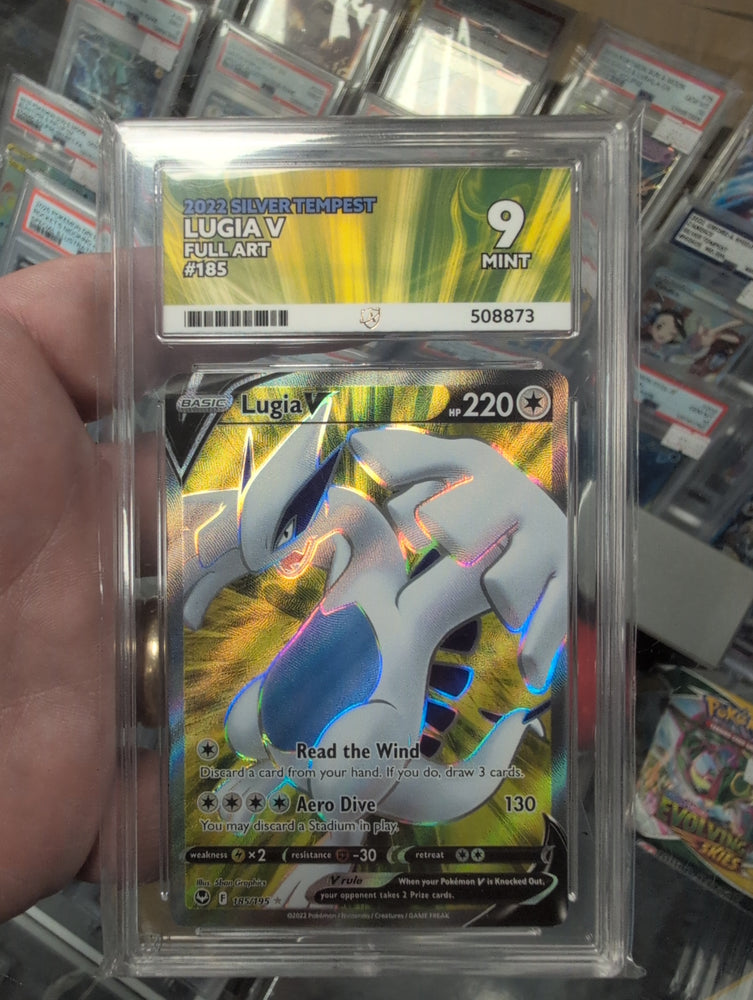 2022 SILVER TEMPEST
LUGIA V
FULL ART
#185
9
MINT
508873
BASIC
Lugia V
HP 220
Read the Wind
Discard a card from your hand. If you do, draw 3 cards.
Aero Dive 130
You may discard a Stadium in play.
weakness ×2 resistance -30 retreat
Illus. 5ban Graphics
V rule
When your Pokémon V is Knocked Out,
your opponent takes 2 Prize cards.
F 185/195
©2022 Pokémon / Nintendo / Creatures / GAME FREAK
Pokémon
EVOLVING
SKIES